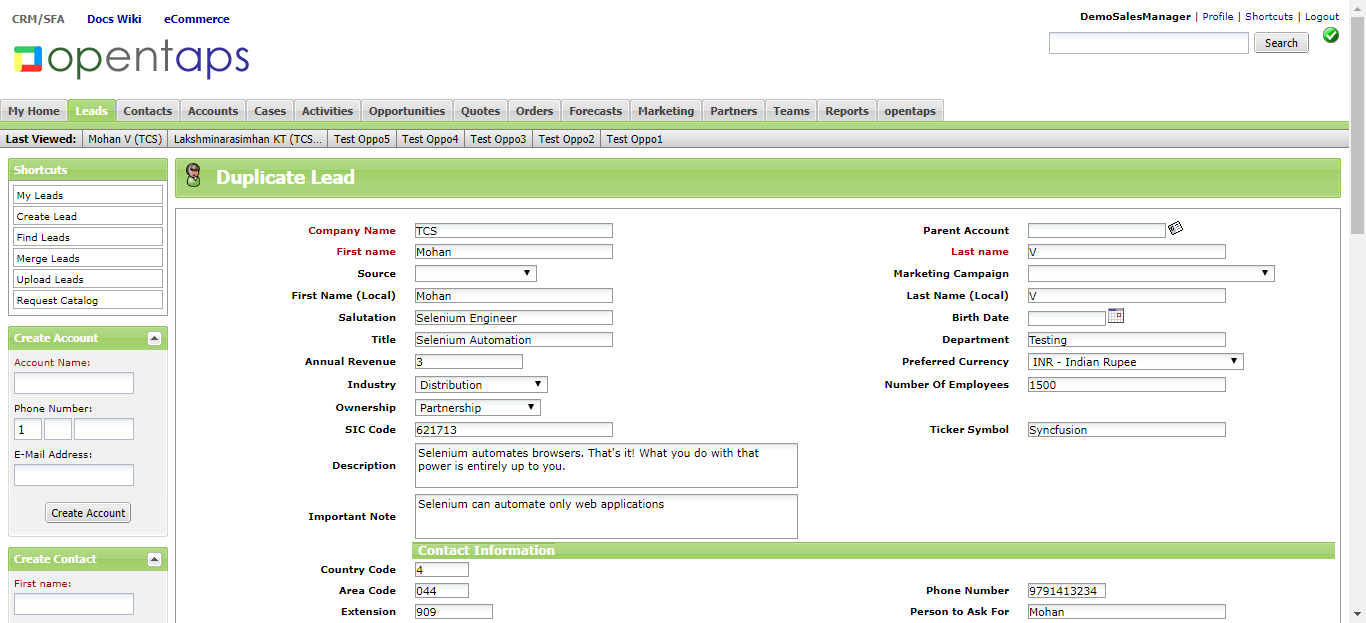 CRM/SFA Docs Wiki eCommerce
DemoSalesManager | Profile | Shortcuts | Logout
opentaps
Search
My Home Leads Contacts Accounts Cases Activities Opportunities Quotes Orders Forecasts Marketing Partners Teams Reports opentaps
Last Viewed: Mohan V (TCS) Lakshminarasimhan KT (TCS... Test Oppo5 Test Oppo4 Test Oppo3 Test Oppo2 Test Oppo1
Shortcuts
My Leads
Create Lead
Find Leads
Merge Leads
Upload Leads
Request Catalog
Create Account
Account Name:
Phone Number:
1
E-Mail Address:
Create Account
Create Contact
First name:
Duplicate Lead
Company Name TCS Parent Account
First name Mohan Last name V
Source Marketing Campaign
First Name (Local) Mohan Last Name (Local) V
Salutation Selenium Engineer Birth Date
Title Selenium Automation Department Testing
Annual Revenue 3 Preferred Currency INR - Indian Rupee
Industry Distribution Number Of Employees 1500
Ownership Partnership
SIC Code 621713 Ticker Symbol Syncfusion
Description Selenium automates browsers. That's it! What you do with that
power is entirely up to you.
Important Note Selenium can automate only web applications
Contact Information
Country Code 4
Area Code 044 Phone Number 9791413234
Extension 909 Person to Ask For Mohan